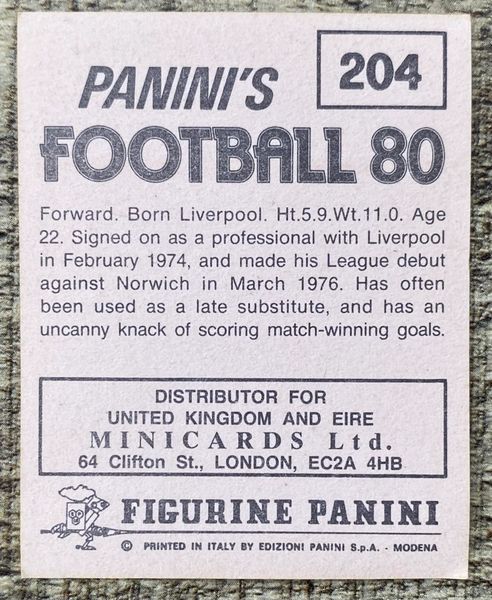 204
PANINI'S
FOOTBALL 80
Forward. Born Liverpool. Ht.5.9.Wt.11.0. Age
22. Signed on as a professional with Liverpool
in February 1974, and made his League debut
against Norwich in March 1976. Has often
been used as a late substitute, and has an
uncanny knack of scoring match-winning goals.
DISTRIBUTOR FOR
UNITED KINGDOM AND EIRE
MINICARDS Ltd.
64 Clifton St., LONDON, EC2A 4HB
FIGURINE PANINI
© PRINTED IN ITALY BY EDIZIONI PANINI S.p.A. - MODENA